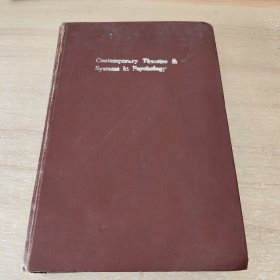 Contemporary Theories &
Systems in Psychology